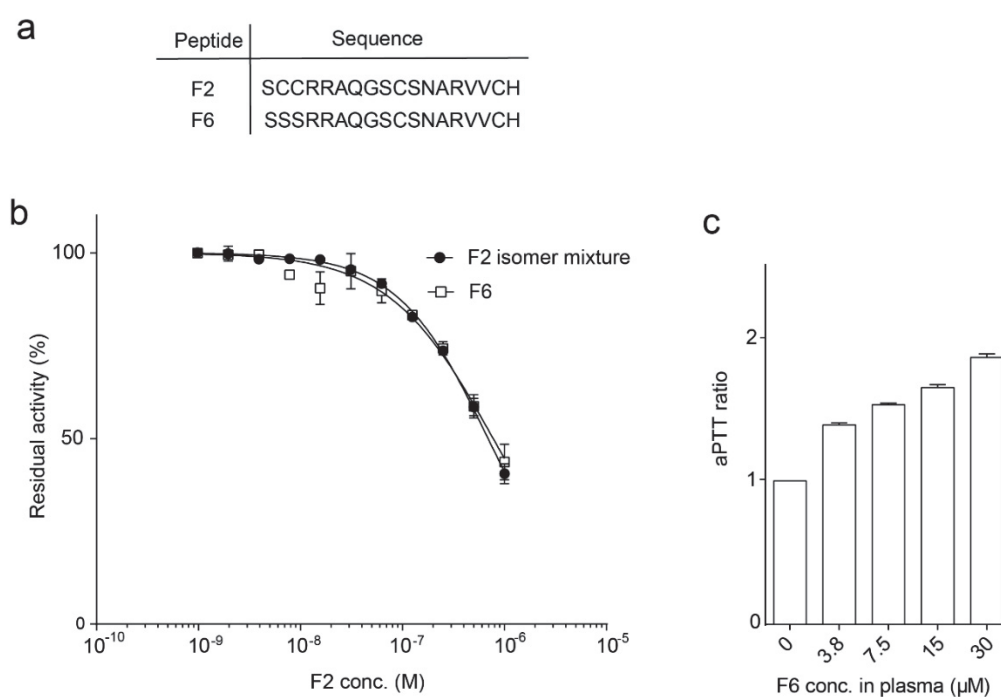 a
Peptide Sequence
F2 SCCRRAQGSCSNARVVCH
F6 SSSRRAQGSCSNARVVCH
b
Residual activity (%)
100
50
0
F2 isomer mixture
F6
10-10 10-9 10-8 10-7 10-6 10-5
F2 conc. (M)
c
aPTT ratio
2
1
0
0 3.8 7.5 15 30
F6 conc. in plasma (µM)